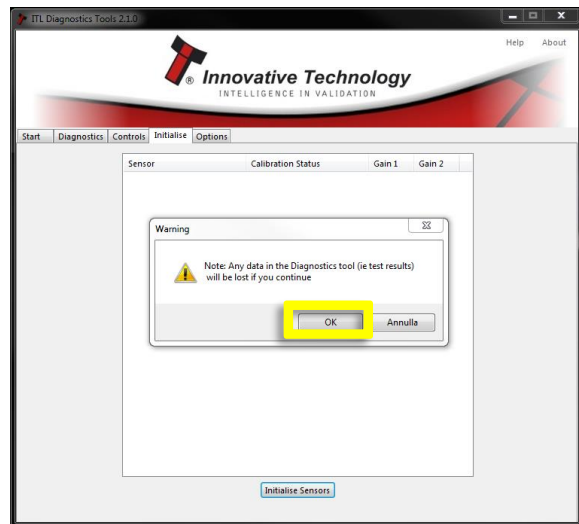 ITL Diagnostics Tools 2.1.0
Help About
® Innovative Technology
INTELLIGENCE IN VALIDATION
Start Diagnostics Controls Initialise Options
Sensor Calibration Status Gain 1 Gain 2
Warning
Note: Any data in the Diagnostics tool (ie test results)
will be lost if you continue
OK Annulla
Initialise Sensors